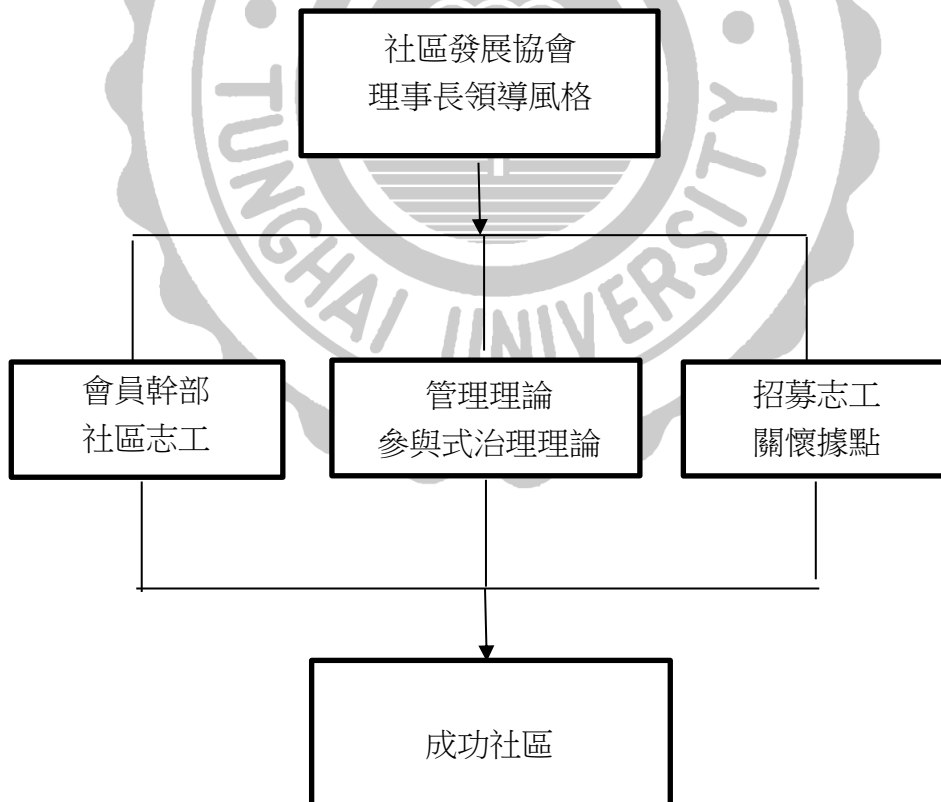 社區發展協會
理事長領導風格
TUNGHAI UNIVERSITY
會員幹部
社區志工
管理理論
參與式治理理論
招募志工
關懷據點
成功社區